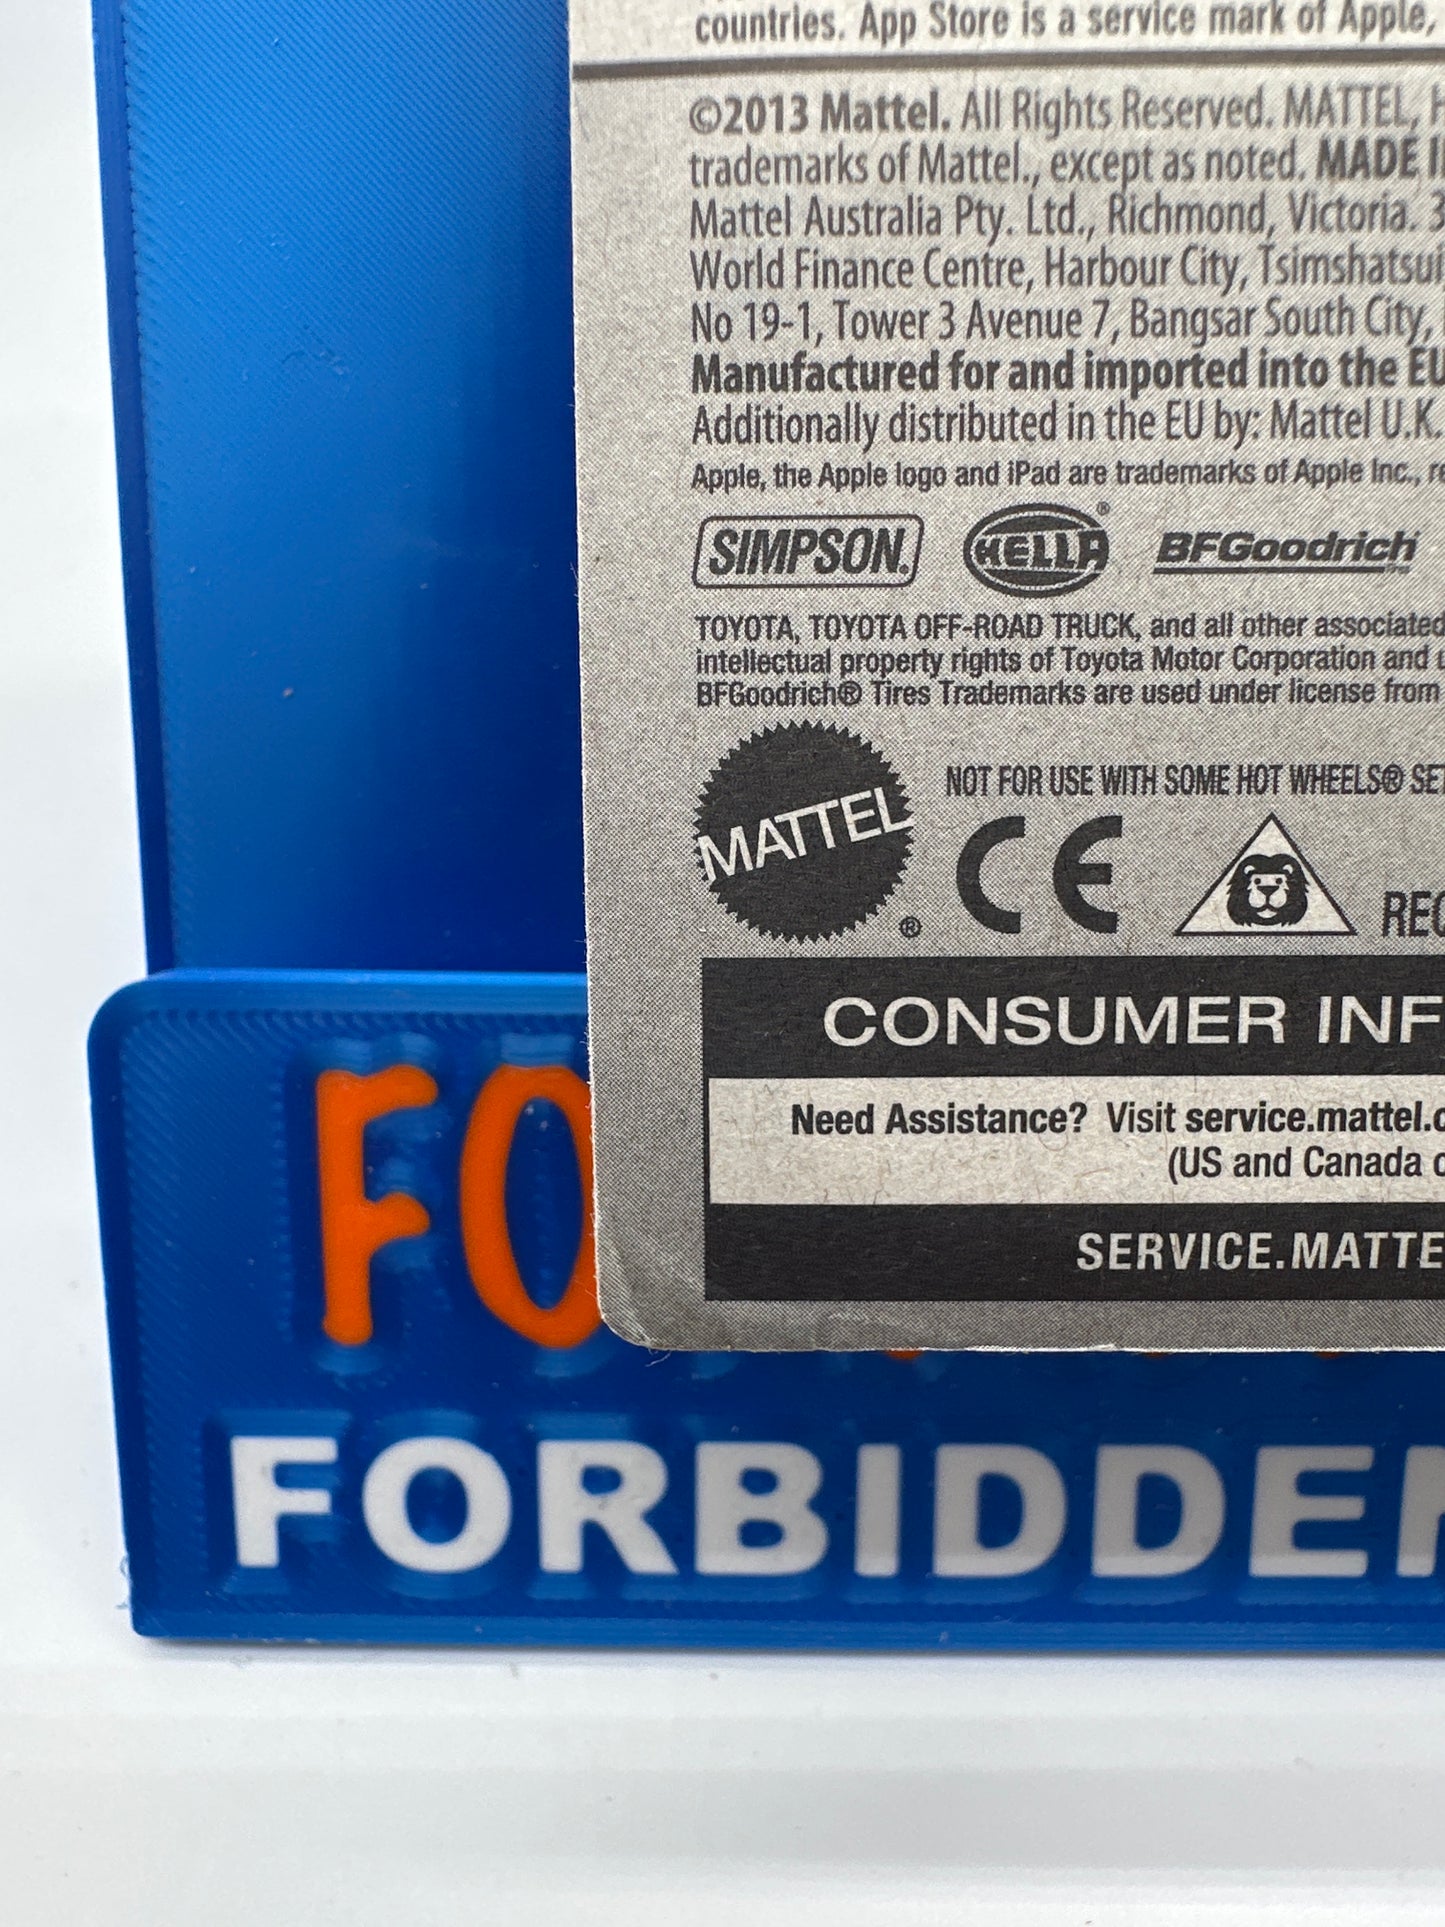 countries. App Store is a service mark of Apple,
©2013 Mattel. All Rights Reserved. MATTEL, H
trademarks of Mattel., except as noted. MADE I
Mattel Australia Pty. Ltd., Richmond, Victoria. 3
World Finance Centre, Harbour City, Tsimshatsui
No 19-1, Tower 3 Avenue 7, Bangsar South City,
Manufactured for and imported into the EU
Additionally distributed in the EU by: Mattel U.K.
Apple, the Apple logo and iPad are trademarks of Apple Inc., re
SIMPSON. HELLA® BFGoodrich
TOYOTA, TOYOTA OFF-ROAD TRUCK, and all other associated
intellectual property rights of Toyota Motor Corporation and u
BFGoodrich® Tires Trademarks are used under license from
NOT FOR USE WITH SOME HOT WHEELS® SET
MATTEL ® CE REC
CONSUMER INF
Need Assistance? Visit service.mattel.c
(US and Canada o
SERVICE.MATTE
FO
FORBIDDEN